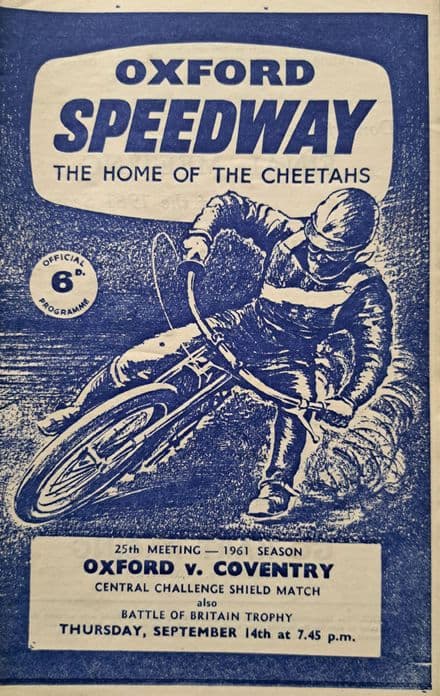 OXFORD
SPEEDWAY
THE HOME OF THE CHEETAHS
OFFICIAL
6D.
PROGRAMME
25th MEETING — 1961 SEASON
OXFORD v. COVENTRY
CENTRAL CHALLENGE SHIELD MATCH
also
BATTLE OF BRITAIN TROPHY
THURSDAY, SEPTEMBER 14th at 7.45 p.m.